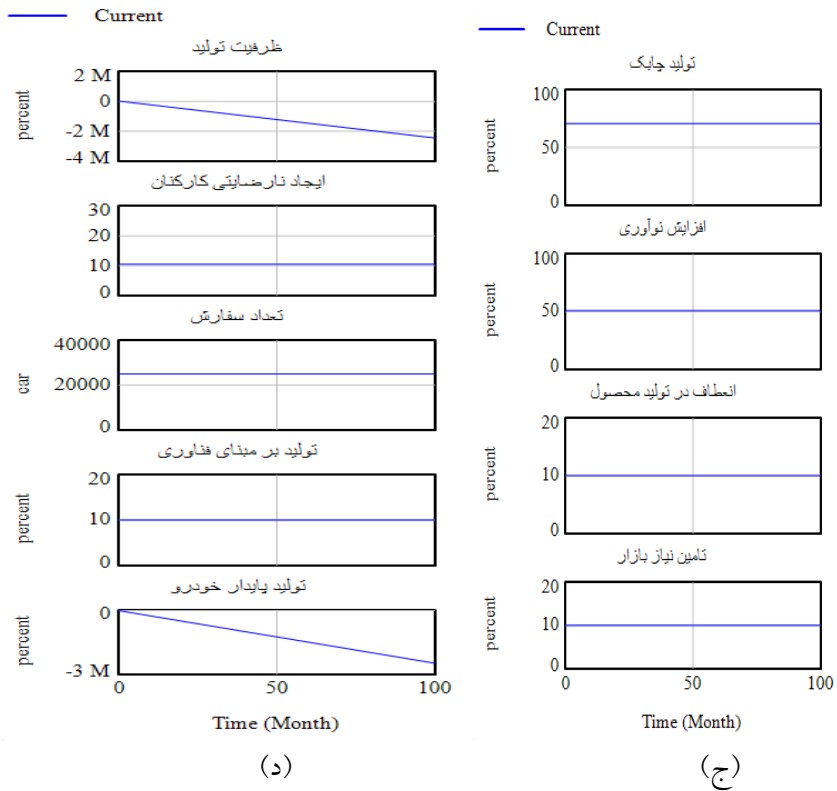 Current
ظرفیت تولید
percent
2 M
0
-2 M
-4 M
ایجاد نارضایتی کارکنان
30
20
10
0
تعداد سفارش
car
40000
20000
0
تولید بر مبنای فناوری
percent
20
10
0
تولید پایدار خودرو
percent
0
-3 M
0 50 100
Time (Month)
(د)
Current
تولید چابک
percent
100
50
0
افزایش نوآوری
percent
100
50
0
انعطاف در تولید محصول
percent
20
10
0
تامین نیاز بازار
percent
20
10
0
0 50 100
Time (Month)
(ج)